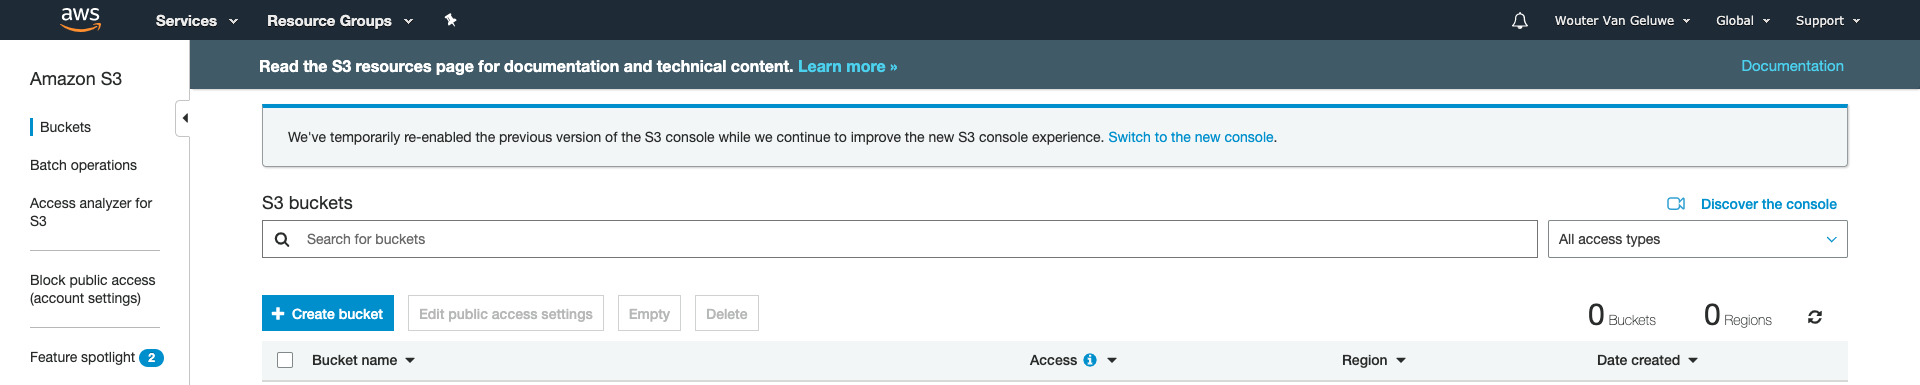 aws Services Resource Groups Wouter Van Geluwe Global Support
Amazon S3
Buckets
Batch operations
Access analyzer for
S3
Block public access
(account settings)
Feature spotlight 2
Read the S3 resources page for documentation and technical content. Learn more » Documentation
We've temporarily re-enabled the previous version of the S3 console while we continue to improve the new S3 console experience. Switch to the new console.
S3 buckets Discover the console
Search for buckets All access types
Create bucket Edit public access settings Empty Delete 0 Buckets 0 Regions
Bucket name Access Region Date created